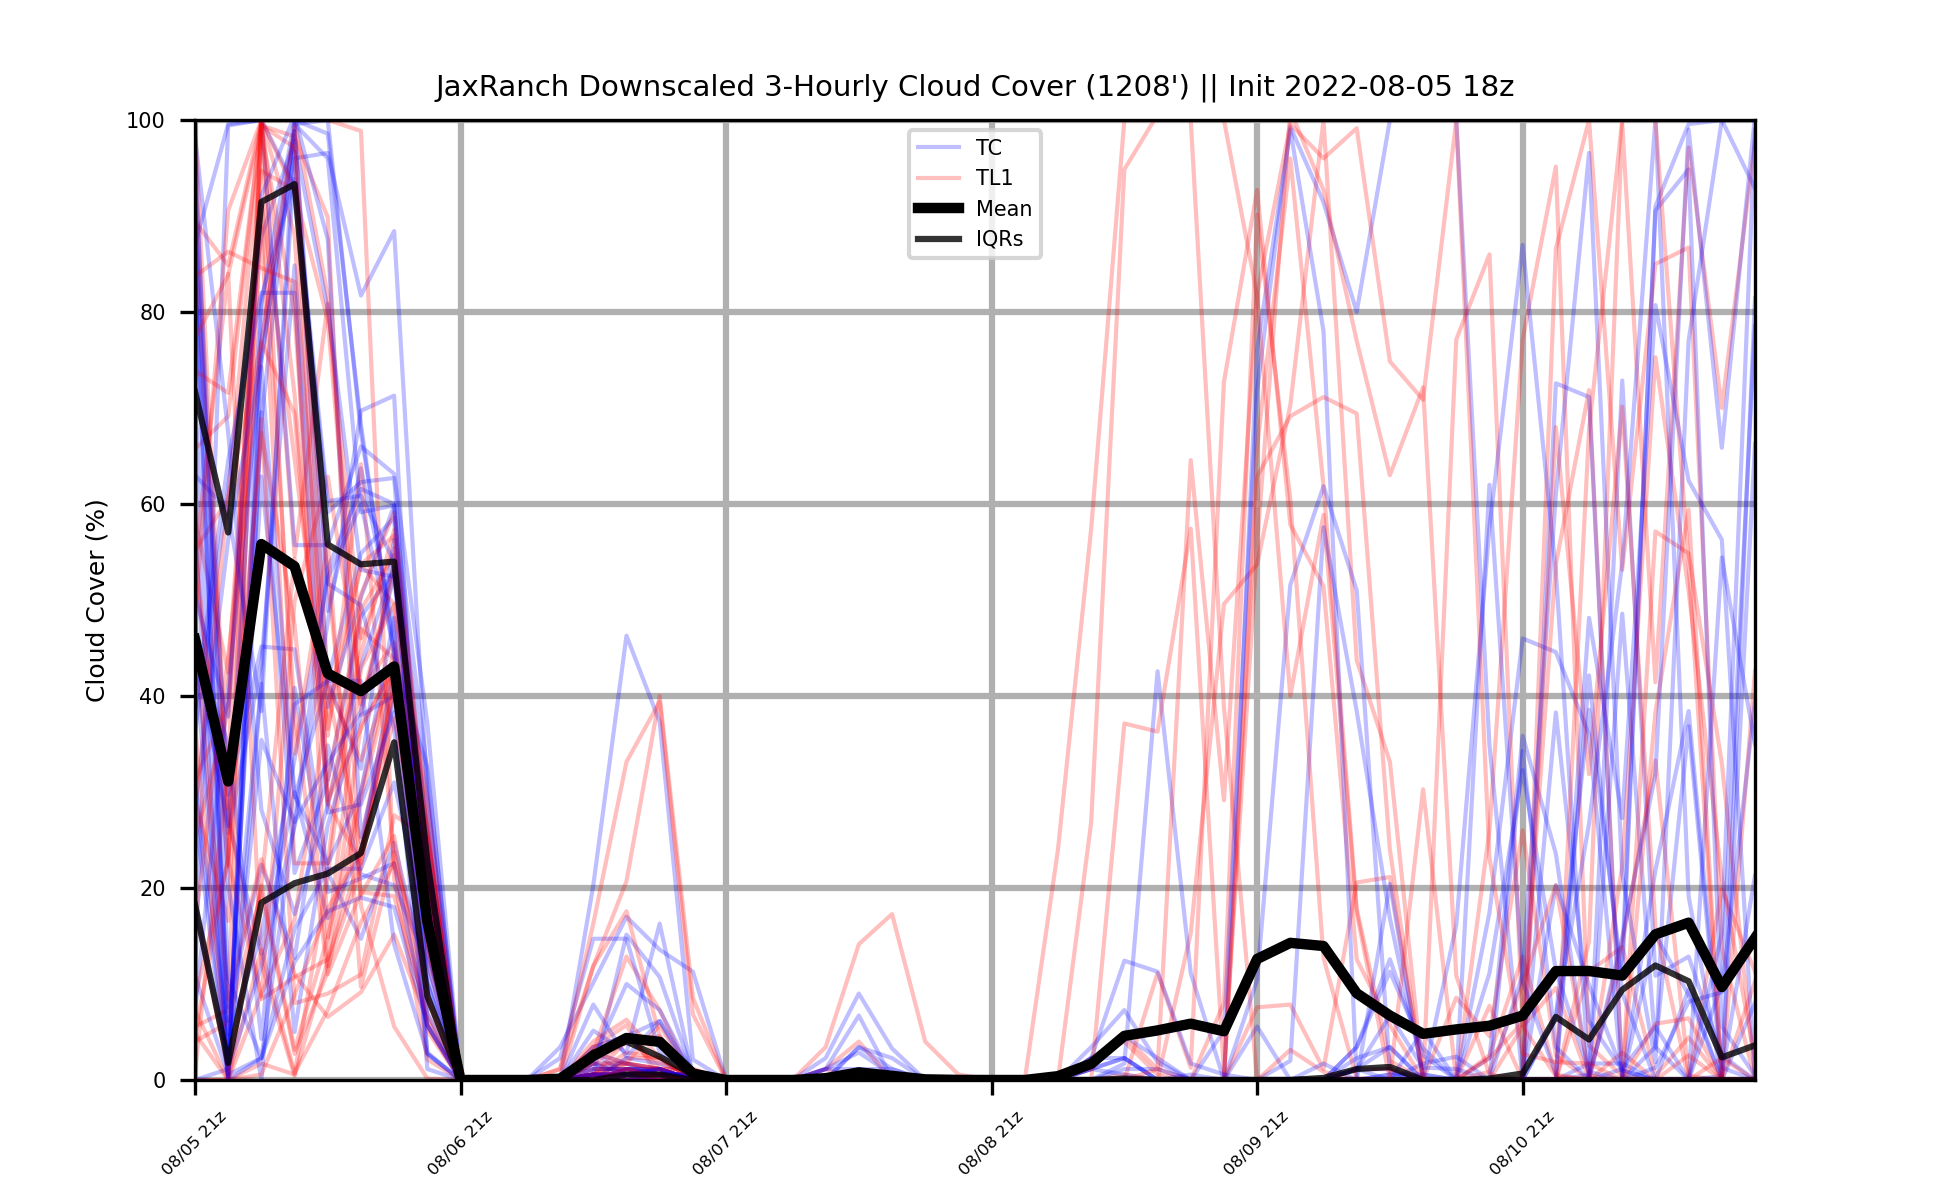 JaxRanch Downscaled 3-Hourly Cloud Cover (1208') || Init 2022-08-05 18z
TC
TL1
Mean
IQRs
Cloud Cover (%)
100
80
60
40
20
0
08/05 21z
08/06 21z
08/07 21z
08/08 21z
08/09 21z
08/10 21z